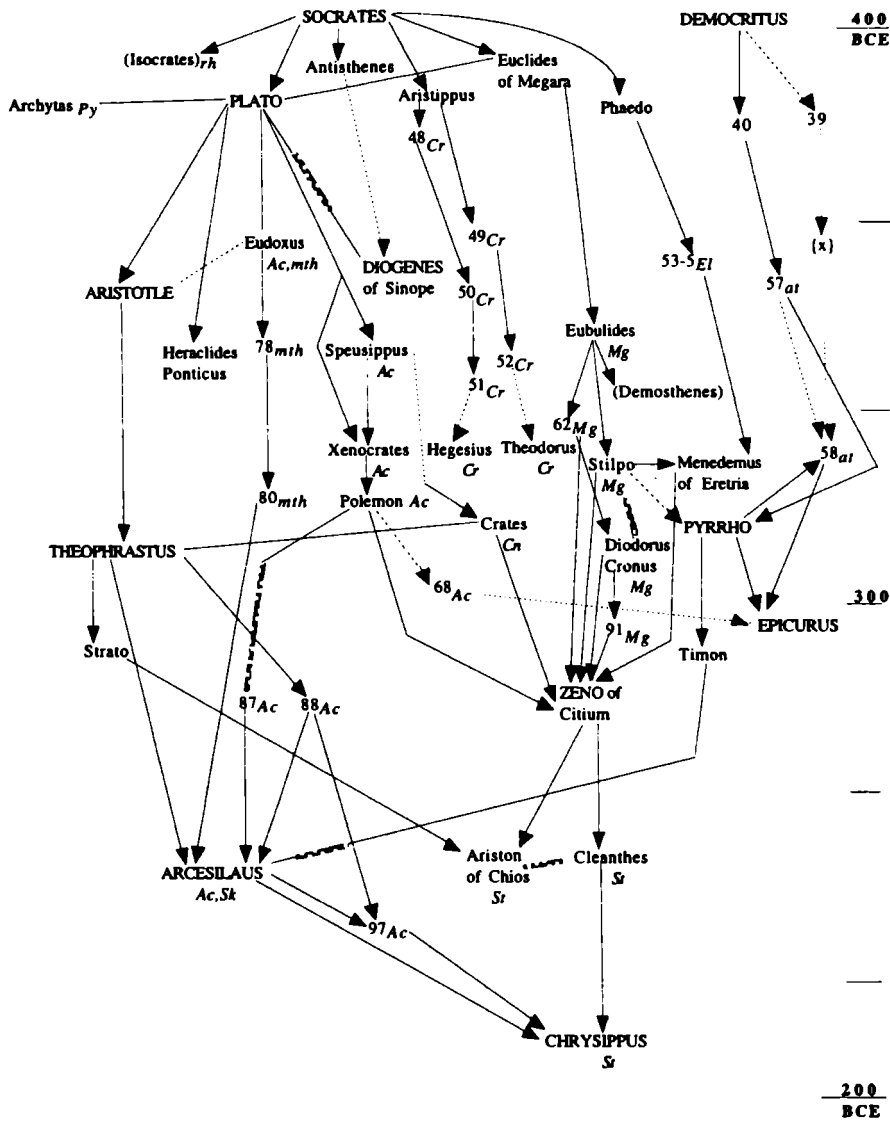 SOCRATES
DEMOCRITUS
400
BCE
(Isocrates)rh
Antisthenes
Euclides
of Megara
Archytas Py
PLATO
Aristippus
Phaedo
48Cr
40
39
49Cr
Eudoxus
Ac,mth
{x}
53-5El
DIOGENES
of Sinope
ARISTOTLE
50Cr
57at
Heraclides
Ponticus
78mth
Speusippus
Ac
Eubulides
Mg
52Cr
51Cr
(Demosthenes)
62Mg
Xenocrates
Ac
Hegesius
Cr
Theodorus
Cr
Stilpo
Mg
Menedemus
of Eretria
58at
80mth
Polemon Ac
Crates
Cn
PYRRHO
THEOPHRASTUS
Diodorus
Cronus
Mg
68Ac
300
BCE
91Mg
EPICURUS
Strato
Timon
87Ac
88Ac
ZENO of
Citium
ARCESILAUS
Ac,Sk
Ariston
of Chios
St
Cleanthes
St
97Ac
CHRYSIPPUS
St
200
BCE